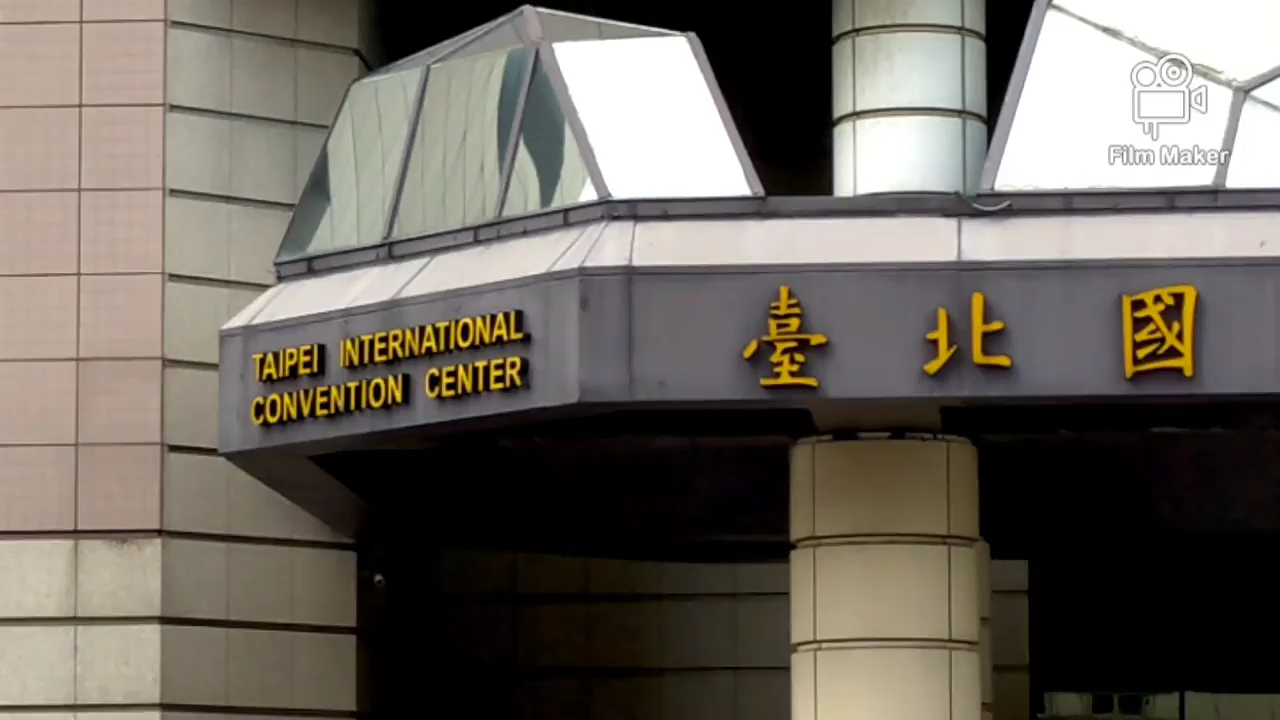 TAIPEI INTERNATIONAL
CONVENTION CENTER
臺北國
Film Maker